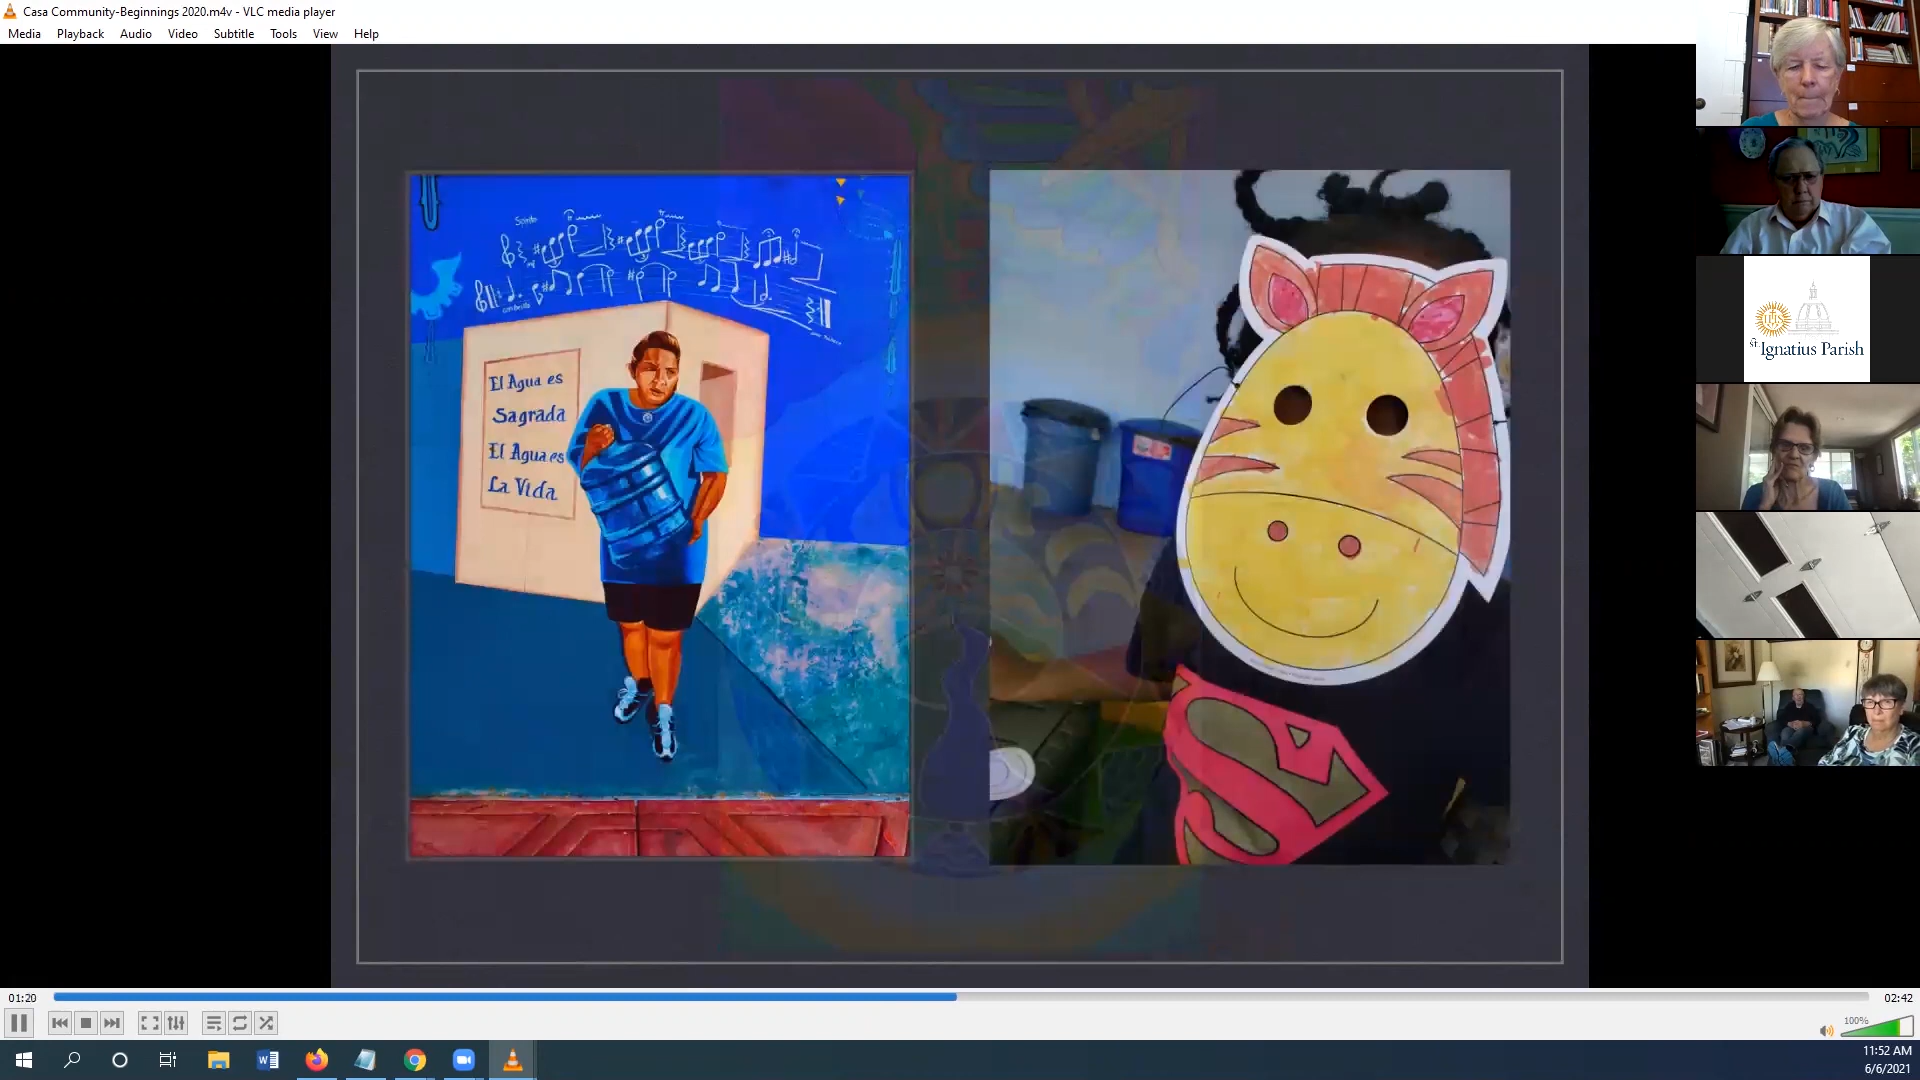 Casa Community-Beginnings 2020.m4v - VLC media player
Media Playback Audio Video Subtitle Tools View Help
El Agua es
Sagrada
El Agua es
La Vida
St. Ignatius Parish
IHS
01:20
02:42
100%
11:52 AM
6/6/2021